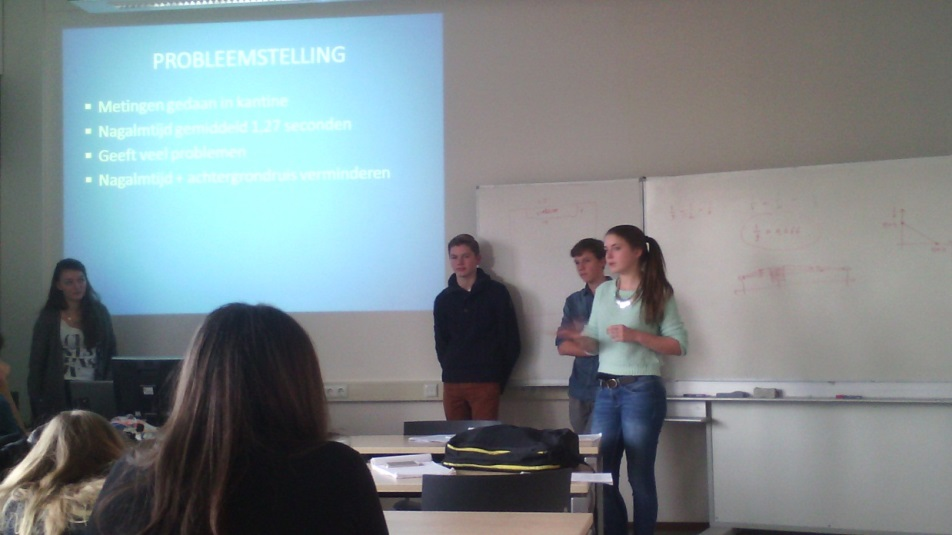 PROBLEEMSTELLING
Metingen gedaan in kantine
Nagalmtijd gemiddeld 1,27 seconden
Geeft veel problemen
Nagalmtijd + achtergrondruis verminderen